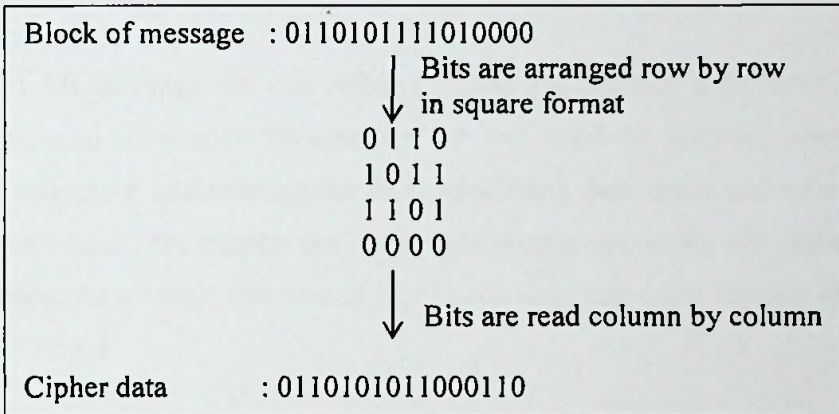 Block of message : 0110101111010000
Bits are arranged row by row
in square format
0 1 1 0
1 0 1 1
1 1 0 1
0 0 0 0
Bits are read column by column
Cipher data : 0110101011000110